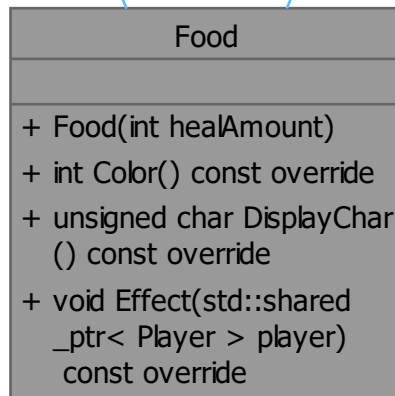 Food
+ Food(int healAmount)
+ int Color() const override
+ unsigned char DisplayChar
() const override
+ void Effect(std::shared
_ptr< Player > player)
const override